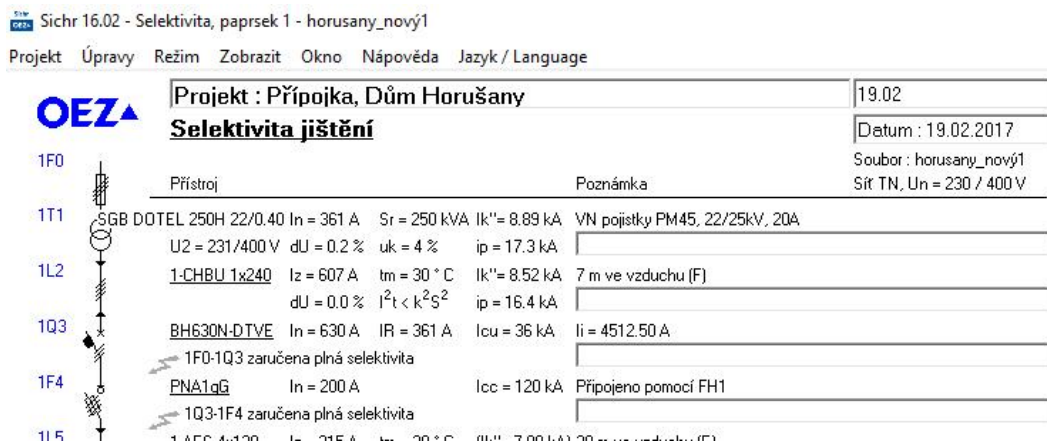 Sichr 16.02 - Selektivita, paprsek 1 - horusany_nový1
Projekt Úpravy Režim Zobrazit Okno Nápověda Jazyk / Language
OEZ
Projekt : Přípojka, Dům Horušany
19.02
Selektivita jištění
Datum : 19.02.2017
Soubor : horusany_nový1
Přístroj Poznámka Síť TN, Un = 230 / 400 V
1F0
1T1 SGB DOTEL 250H 22/0.40 In = 361 A Sr = 250 kVA Ik''= 8.89 kA VN pojistky PM45, 22/25kV, 20A
U2 = 231/400 V dU = 0.2 % uk = 4 % ip = 17.3 kA
1L2 1-CHBU 1x240 Iz = 607 A tm = 30 ° C Ik''= 8.52 kA 7 m ve vzduchu (F)
dU = 0.0 % I²t < k²S² ip = 16.4 kA
1Q3 BH630N-DTVE In = 630 A IR = 361 A Icu = 36 kA Ii = 4512.50 A
1F0-1Q3 zaručena plná selektivita
1F4 PNA1gG In = 200 A Icc = 120 kA Připojeno pomocí FH1
1Q3-1F4 zaručena plná selektivita
1L5